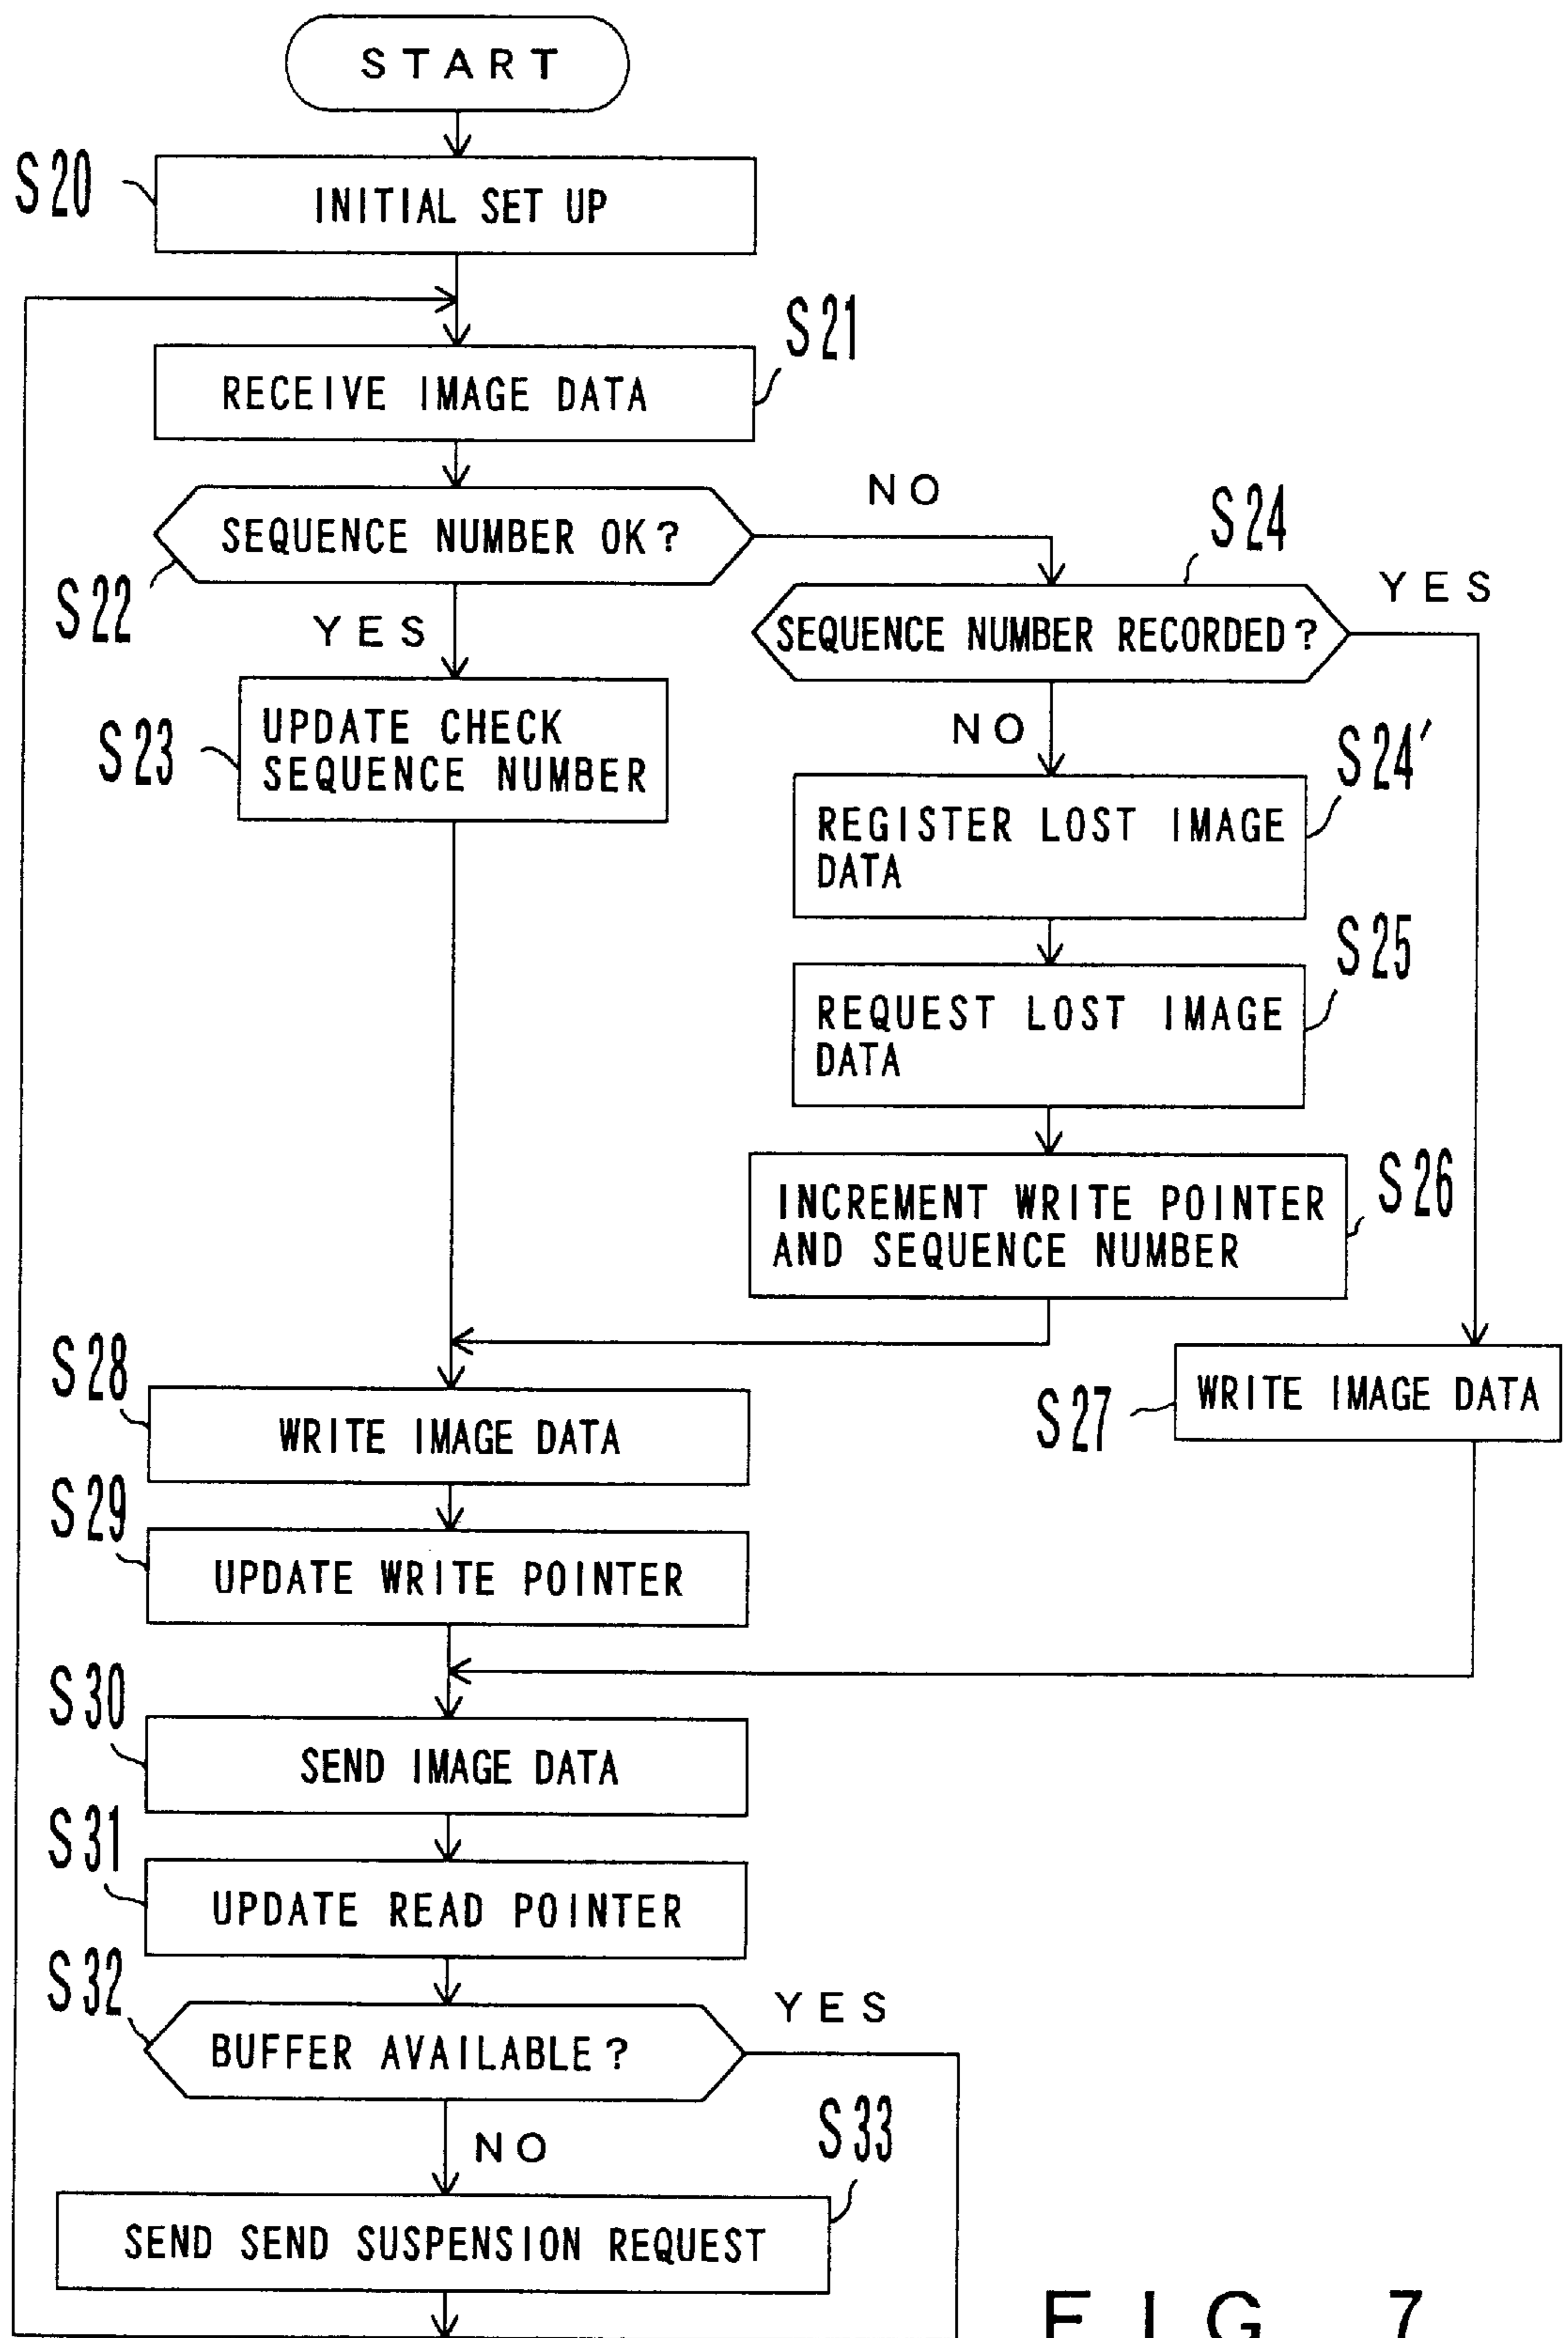 START
S20
INITIAL SET UP
S21
RECEIVE IMAGE DATA
NO
SEQUENCE NUMBER OK?
S22
S24
YES
SEQUENCE NUMBER RECORDED?
YES
S23
UPDATE CHECK
SEQUENCE NUMBER
NO
S24'
REGISTER LOST IMAGE
DATA
S25
REQUEST LOST IMAGE
DATA
S26
INCREMENT WRITE POINTER
AND SEQUENCE NUMBER
S28
WRITE IMAGE DATA
S27
WRITE IMAGE DATA
S29
UPDATE WRITE POINTER
S30
SEND IMAGE DATA
S31
UPDATE READ POINTER
S32
YES
BUFFER AVAILABLE?
NO
S33
SEND SEND SUSPENSION REQUEST
FIG 7